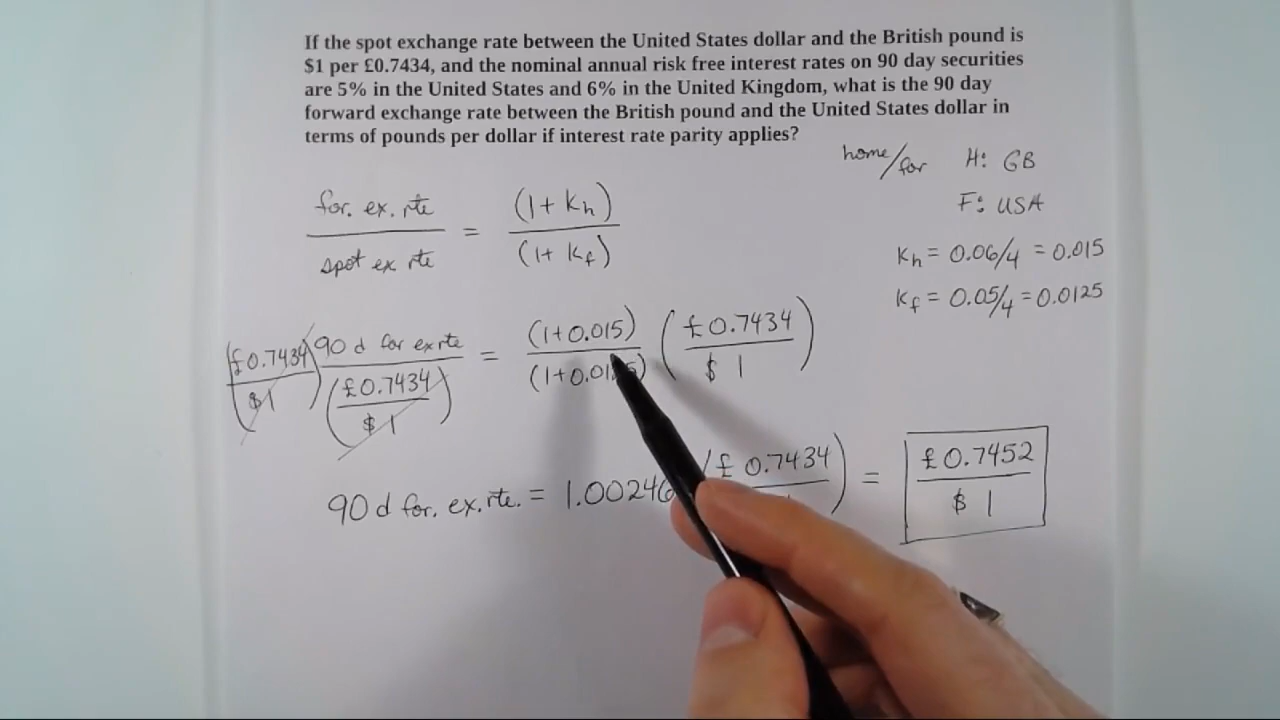 If the spot exchange rate between the United States dollar and the British pound is
$1 per £0.7434, and the nominal annual risk free interest rates on 90 day securities
are 5% in the United States and 6% in the United Kingdom, what is the 90 day
forward exchange rate between the British pound and the United States dollar in
terms of pounds per dollar if interest rate parity applies?
home/for H: GB
F: USA
for. ex. rte / spot ex rte = (1 + kh) / (1 + kf)
kh = 0.06/4 = 0.015
kf = 0.05/4 = 0.0125
(£0.7434 / $1) 90 d for ex rte / (£0.7434 / $1) = (1+0.015) / (1+0.01 5) (£0.7434 / $ 1)
90 d for. ex. rte. = 1.00246 (£ 0.7434 / 1) = £0.7452 / $ 1